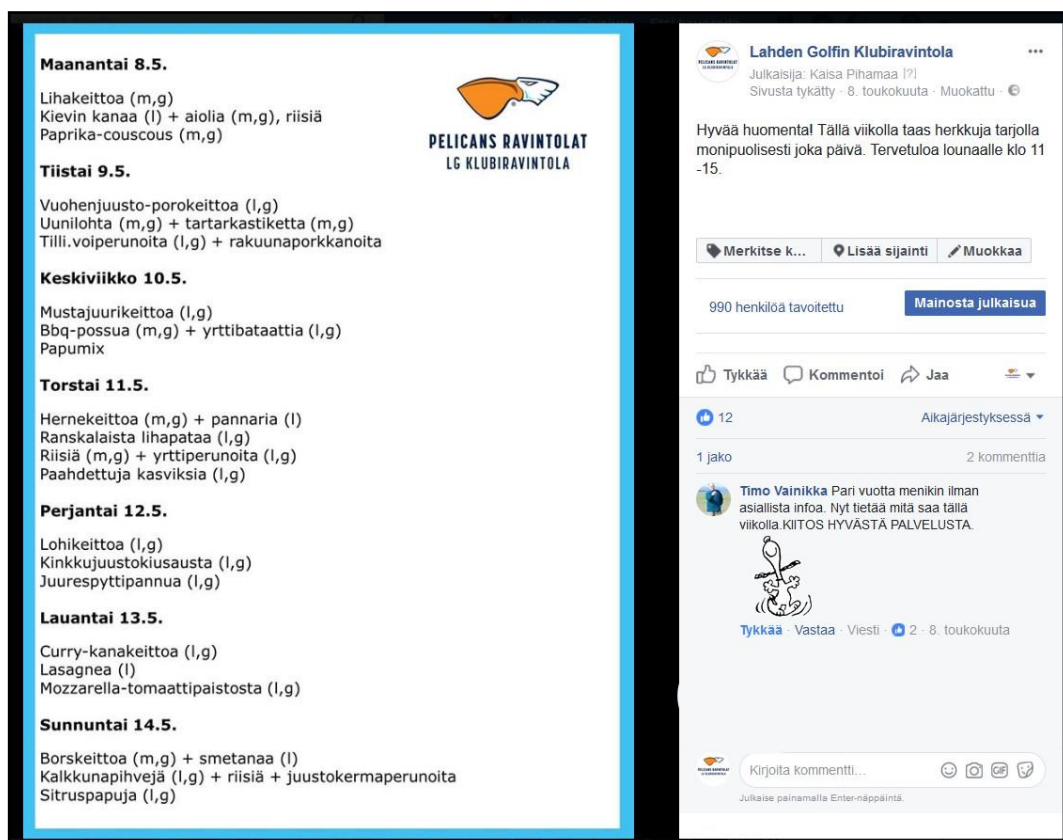 Maanantai 8.5.
Lihakeittoa (m,g)
Kievin kanaa (l) + aiolia (m,g), riisiä
Paprika-couscous (m,g)
Tiistai 9.5.
Vuohenjuusto-porokeittoa (l,g)
Uunilohta (m,g) + tartarkastiketta (m,g)
Tilli.voiperunoita (l,g) + rakuunaporkkanoita
Keskiviikko 10.5.
Mustajuurikeittoa (l,g)
Bbq-possua (m,g) + yrttibataattia (l,g)
Papumix
Torstai 11.5.
Hernekeittoa (m,g) + pannaria (l)
Ranskalaista lihapataa (l,g)
Riisiä (m,g) + yrttiperunoita (l,g)
Paahdettuja kasviksia (l,g)
Perjantai 12.5.
Lohikeittoa (l,g)
Kinkkujuustokiusausta (l,g)
Juurespyttipannua (l,g)
Lauantai 13.5.
Curry-kanakeittoa (l,g)
Lasagnea (l)
Mozzarella-tomaattipaistosta (l,g)
Sunnuntai 14.5.
Borskeittoa (m,g) + smetanaa (l)
Kalkkunapihvejä (l,g) + riisiä + juustokermaperunoita
Sitruspapuja (l,g)
PELICANS RAVINTOLAT
LG KLUBIRAVINTOLA
Lahden Golfin Klubiravintola
Julkaisija: Kaisa Pihamaa [?]
Sivusta tykätty · 8. toukokuuta · Muokattu ·
Hyvää huomenta! Tällä viikolla taas herkkuja tarjolla
monipuolisesti joka päivä. Tervetuloa lounaalle klo 11
-15.
Merkitse k... Lisää sijainti Muokkaa
990 henkilöä tavoitettu Mainosta julkaisua
Tykkää Kommentoi Jaa
12 Aikajärjestyksessä
1 jako 2 kommenttia
Timo Vainikka Pari vuotta menikin ilman
asiallista infoa. Nyt tietää mitä saa tällä
viikolla.KIITOS HYVÄSTÄ PALVELUSTA.
Tykkää · Vastaa · Viesti · 2 · 8. toukokuuta
Kirjoita kommentti... GIF
Julkaise painamalla Enter-näppäintä.